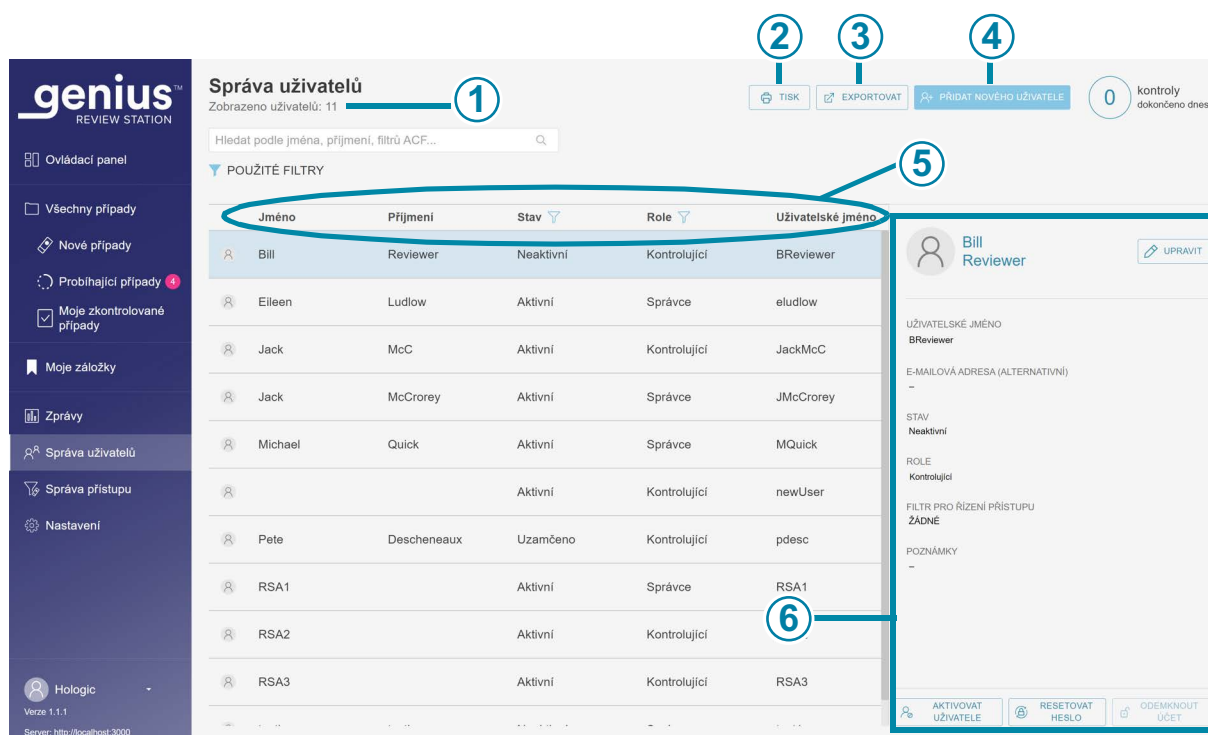 2
3
4
genius™
REVIEW STATION
Správa uživatelů
Zobrazeno uživatelů: 11
1
TISK
EXPORTOVAT
PŘIDAT NOVÉHO UŽIVATELE
0
kontroly
dokončeno dnes
Hledat podle jména, příjmení, filtrů ACF...
POUŽITÉ FILTRY
5
Ovládací panel
Všechny případy
Nové případy
Probíhající případy 4
Moje zkontrolované
případy
Moje záložky
Zprávy
Správa uživatelů
Správa přístupu
Nastavení
Hologic
Verze 1.1.1
Server: http://localhost:3000
Jméno Příjmení Stav Role Uživatelské jméno
Bill Reviewer Neaktivní Kontrolující BReviewer
Eileen Ludlow Aktivní Správce eludlow
Jack McC Aktivní Kontrolující JackMcC
Jack McCrorey Aktivní Správce JMcCrorey
Michael Quick Aktivní Správce MQuick
Aktivní Kontrolující newUser
Pete Descheneaux Uzamčeno Kontrolující pdesc
RSA1 Aktivní Správce RSA1
RSA2 Aktivní Kontrolující
RSA3 Aktivní Kontrolující RSA3
6
Bill
Reviewer
UPRAVIT
UŽIVATELSKÉ JMÉNO
BReviewer
E-MAILOVÁ ADRESA (ALTERNATIVNÍ)
–
STAV
Neaktivní
ROLE
Kontrolující
FILTR PRO ŘÍZENÍ PŘÍSTUPU
ŽÁDNÉ
POZNÁMKY
–
AKTIVOVAT
UŽIVATELE
RESETOVAT
HESLO
ODEMKNOUT
ÚČET